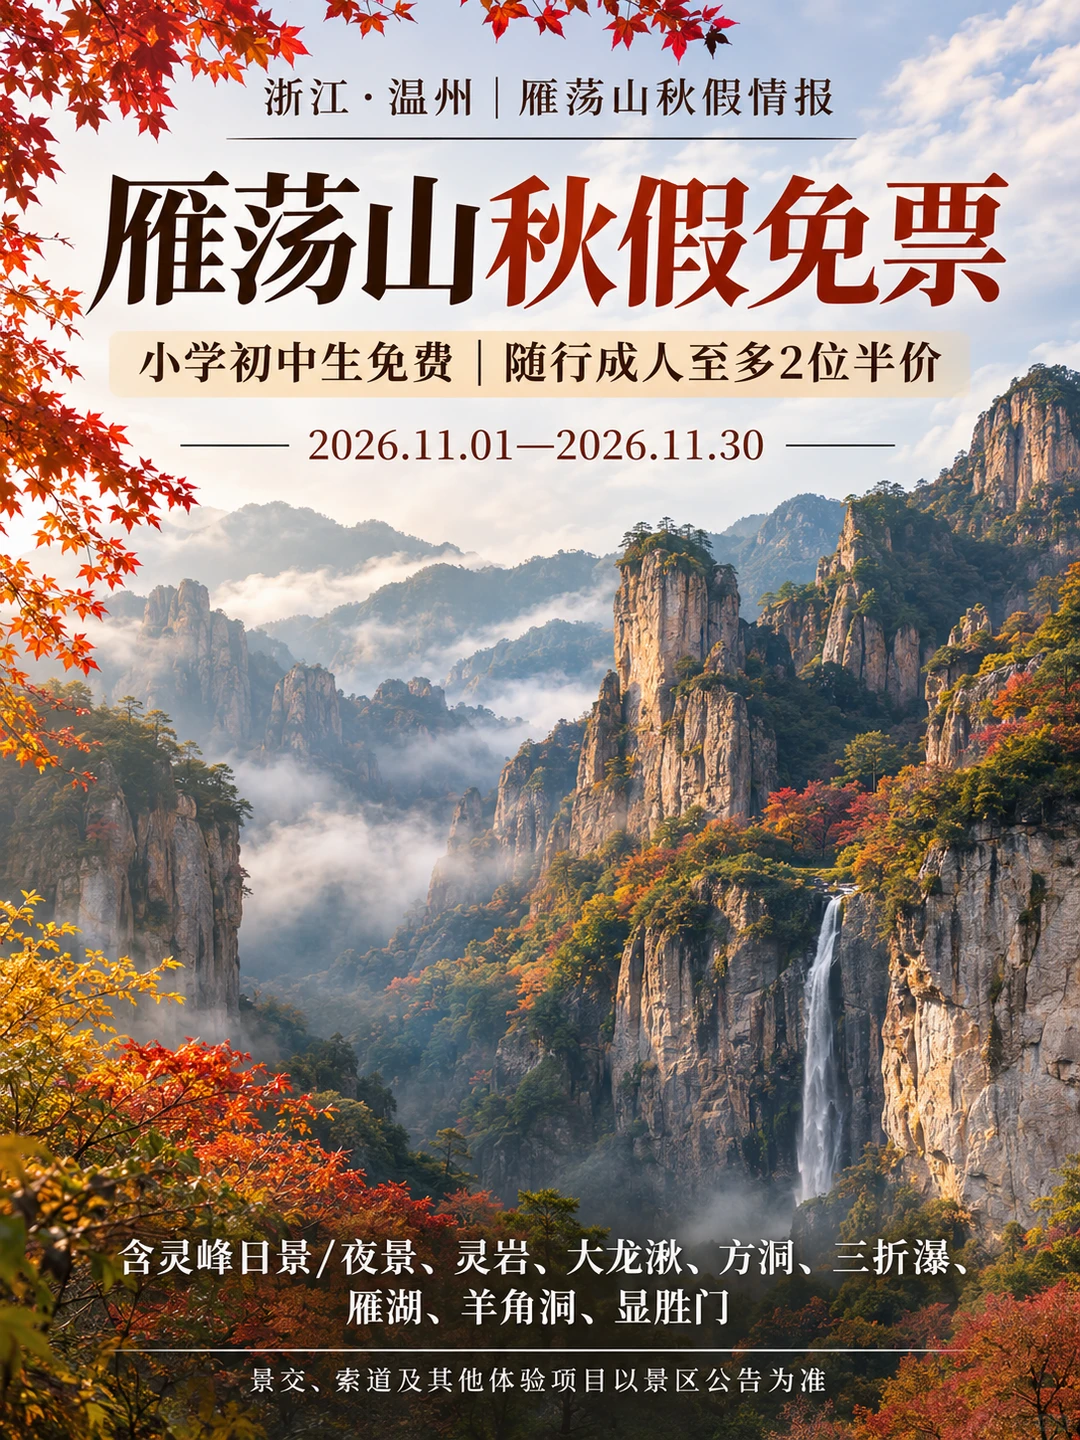 浙江·温州｜雁荡山秋假情报
雁荡山秋假免票
小学初中生免费｜随行成人至多2位半价
2026.11.01—2026.11.30
含灵峰日景/夜景、灵岩、大龙湫、方洞、三折瀑、
雁湖、羊角洞、显胜门
景交、索道及其他体验项目以景区公告为准